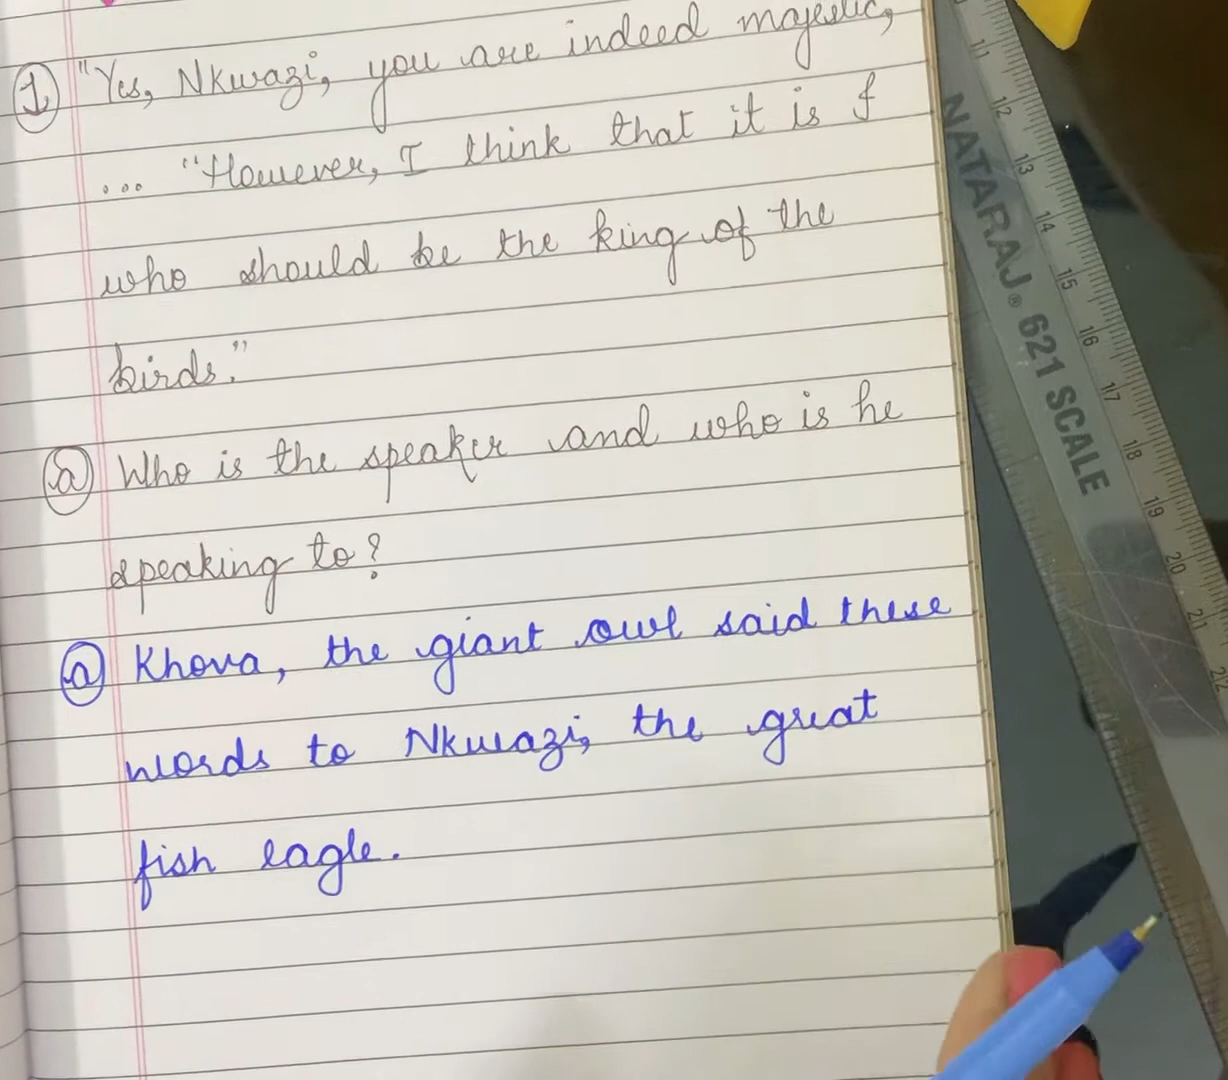 ① "Yes, Nkwazi, you are indeed majestic,
... "However, I think that it is I
who should be the king of the
birds."
ⓐ Who is the speaker and who is he
speaking to?
ⓐ Khova, the giant owl said these
words to Nkwazi, the great
fish eagle.
NATARAJ® 621 SCALE
11 12 13 14 15 16 17 18 19 20 21 22